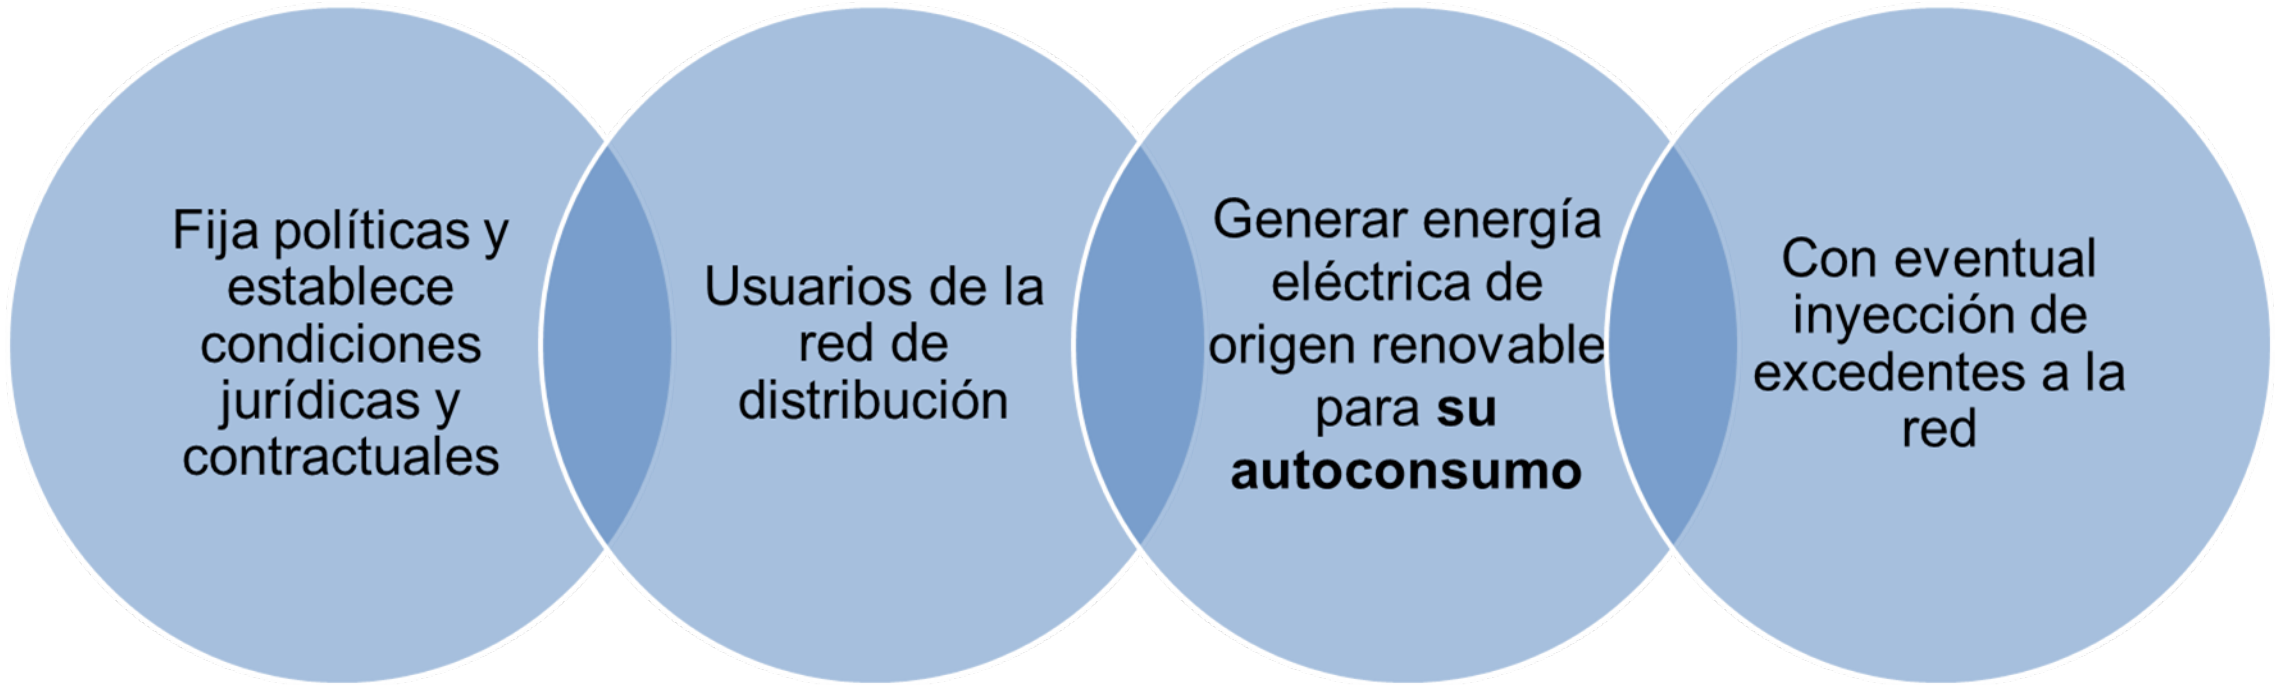 Fija políticas y
establece
condiciones
jurídicas y
contractuales
Usuarios de la
red de
distribución
Generar energía
eléctrica de
origen renovable
para su
autoconsumo
Con eventual
inyección de
excedentes a la
red